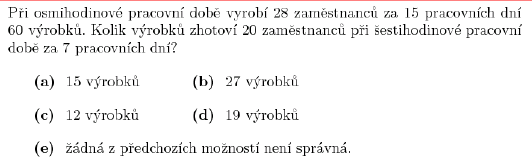 Při osmihodinové pracovní době vyrobí 28 zaměstnanců za 15 pracovních dní
60 výrobků. Kolik výrobků zhotoví 20 zaměstnanců při šestihodinové pracovní
době za 7 pracovních dní?
(a) 15 výrobků (b) 27 výrobků
(c) 12 výrobků (d) 19 výrobků
(e) žádná z předchozích možností není správná.